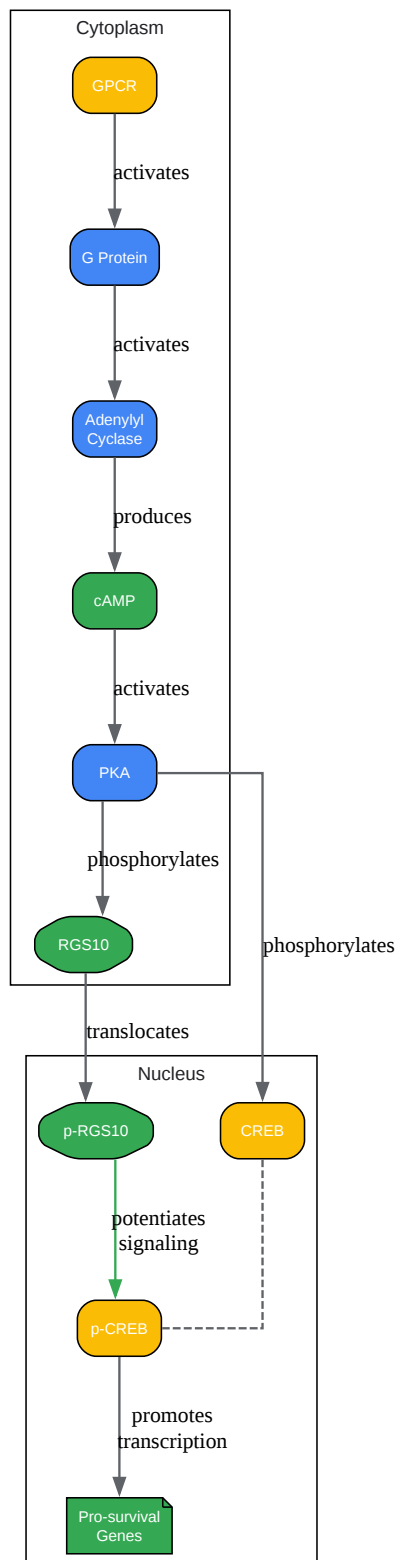 Cytoplasm
GPCR
activates
G Protein
activates
Adenylyl
Cyclase
produces
cAMP
activates
PKA
phosphorylates
RGS10
phosphorylates
translocates
Nucleus
p-RGS10
CREB
potentiates
signaling
p-CREB
promotes
transcription
Pro-survival
Genes